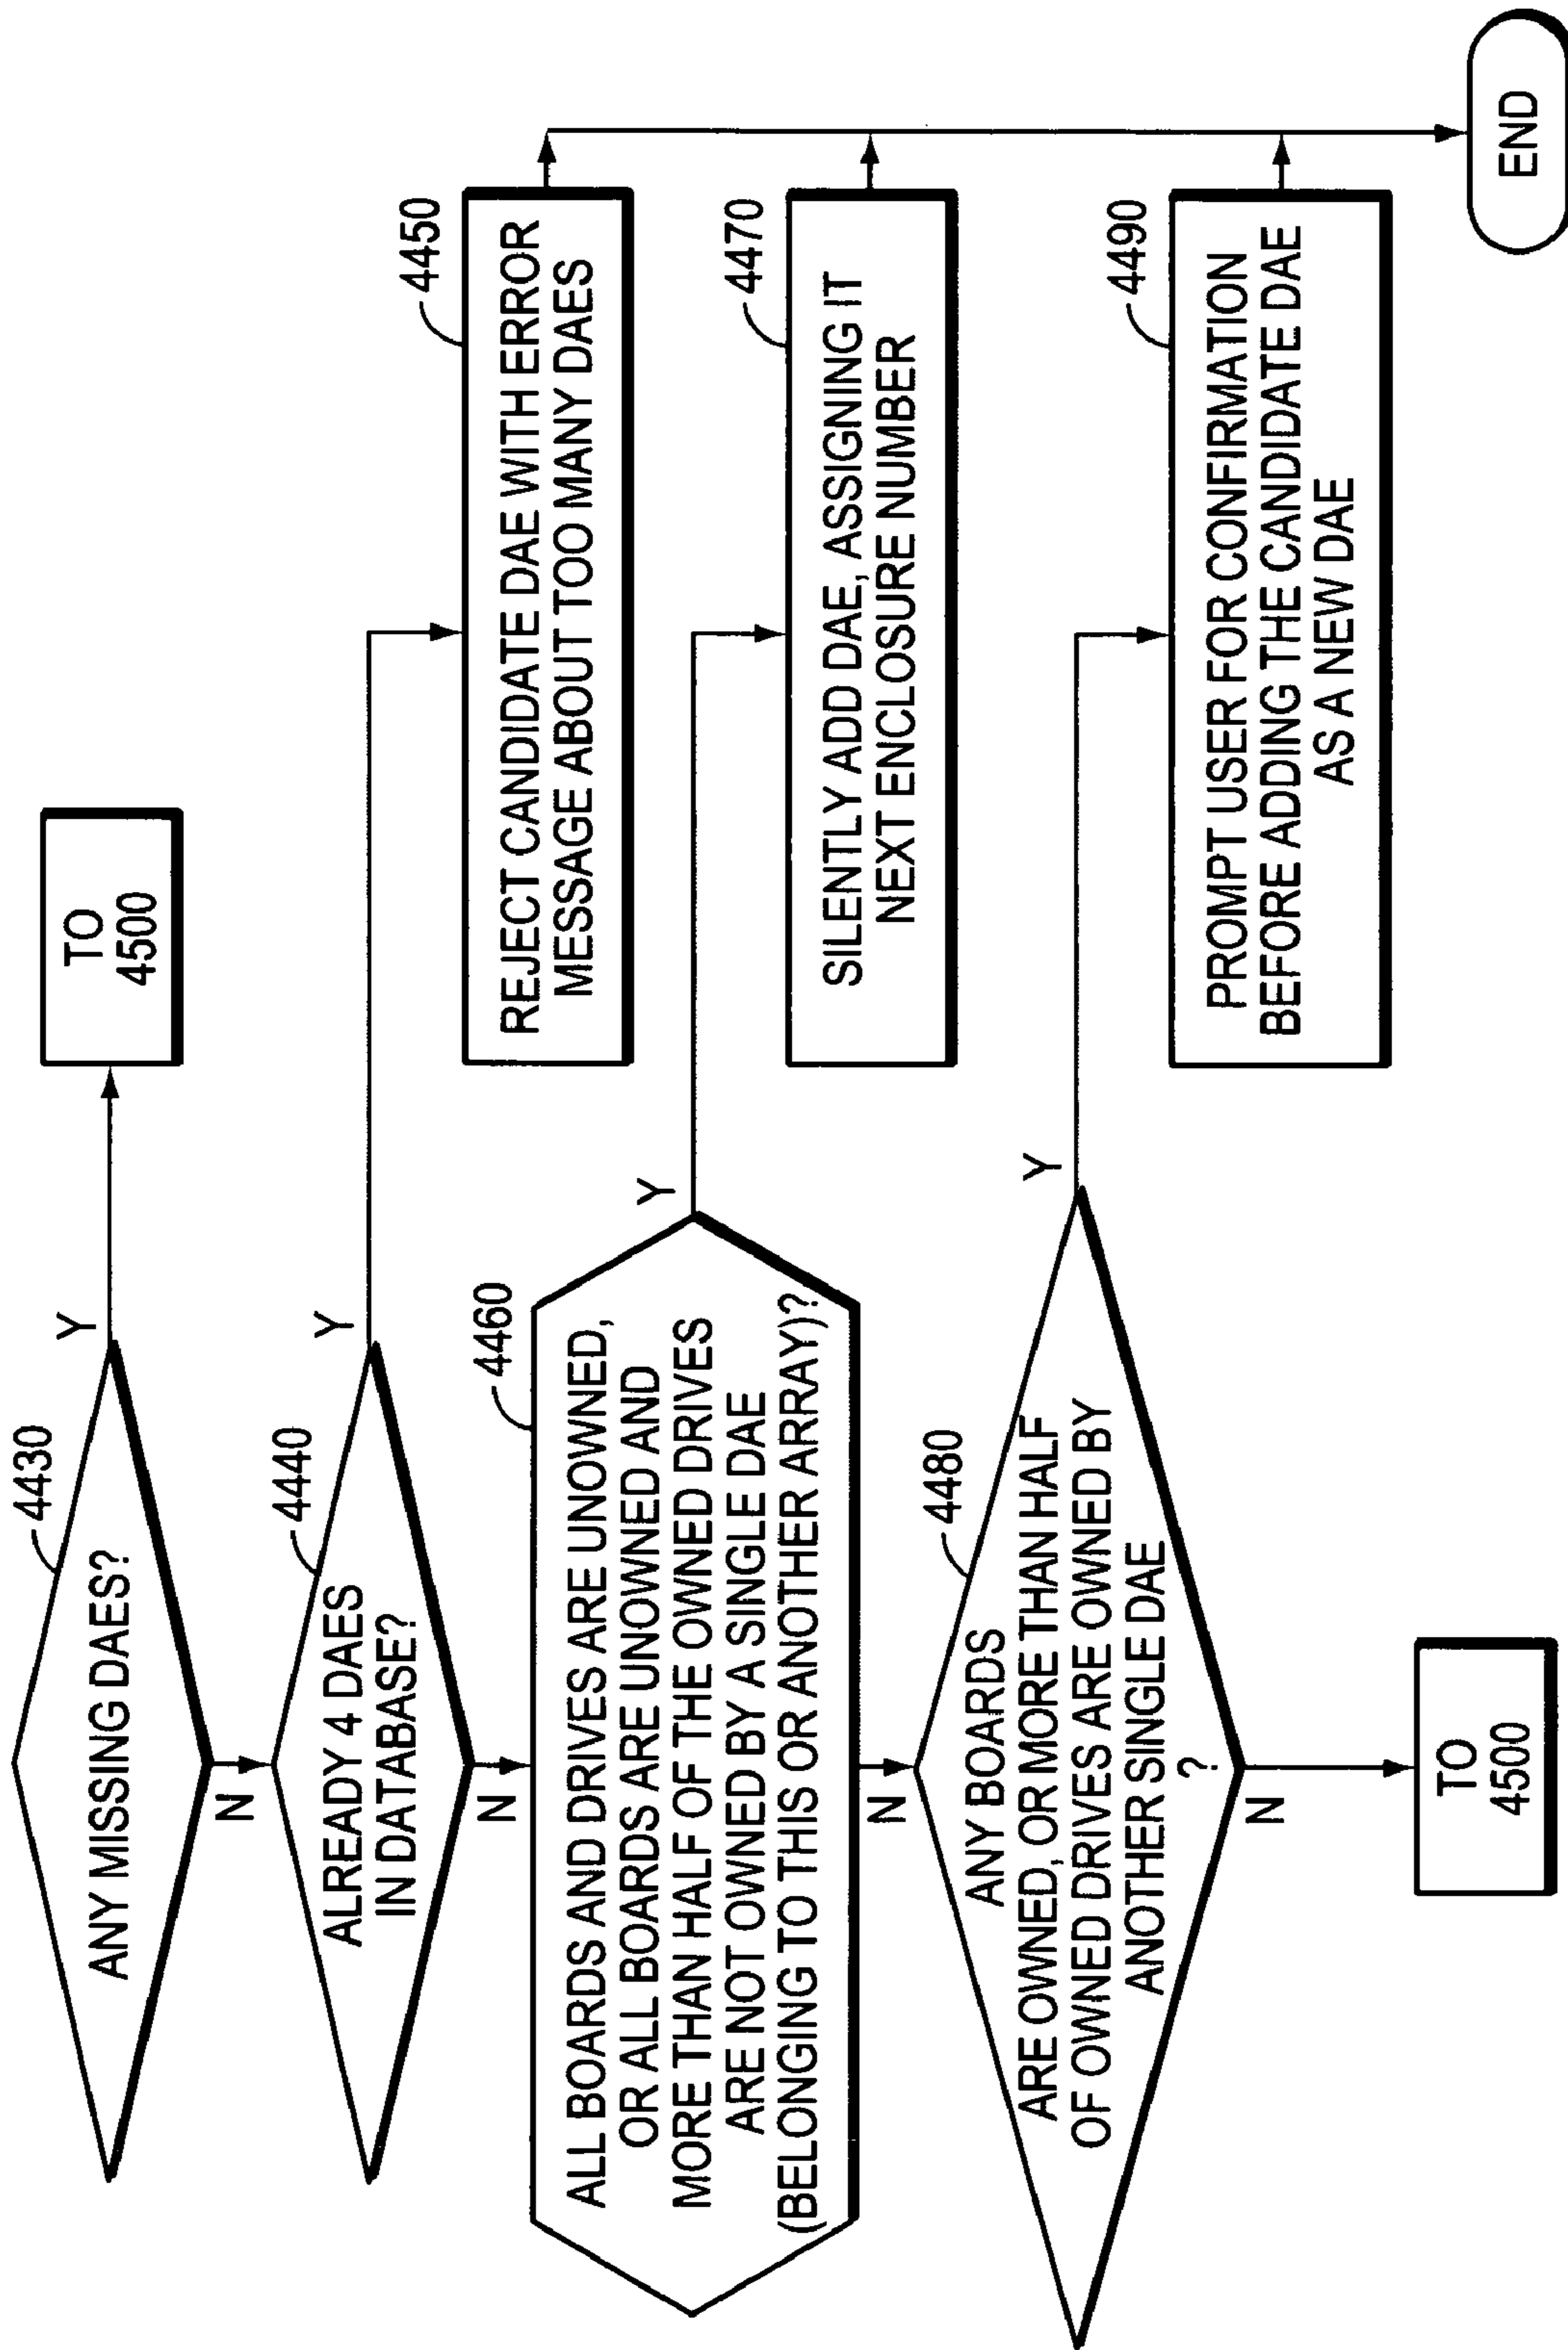 4430
ANY MISSING DAES?
Y
TO
4500
N
4440
ALREADY 4 DAES
IN DATABASE?
Y
4450
REJECT CANDIDATE DAE WITH ERROR
MESSAGE ABOUT TOO MANY DAES
N
4460
ALL BOARDS AND DRIVES ARE UNOWNED,
OR ALL BOARDS ARE UNOWNED AND
MORE THAN HALF OF THE OWNED DRIVES
ARE NOT OWNED BY A SINGLE DAE
(BELONGING TO THIS OR ANOTHER ARRAY)?
Y
4470
SILENTLY ADD DAE, ASSIGNING IT
NEXT ENCLOSURE NUMBER
N
4480
ANY BOARDS
ARE OWNED, OR MORE THAN HALF
OF OWNED DRIVES ARE OWNED BY
ANOTHER SINGLE DAE
?
Y
4490
PROMPT USER FOR CONFIRMATION
BEFORE ADDING THE CANDIDATE DAE
AS A NEW DAE
N
TO
4500
END